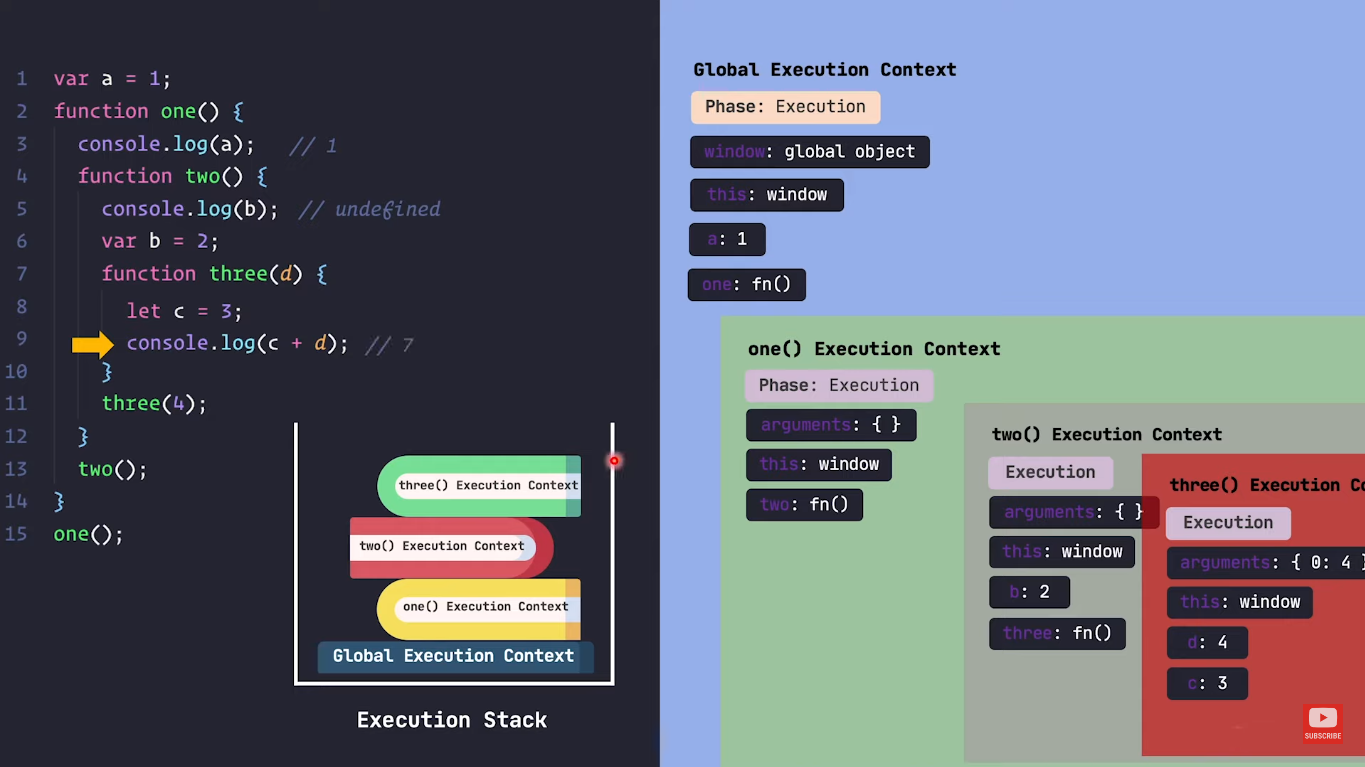 1 var a = 1;
2 function one() {
3 console.log(a); // 1
4 function two() {
5 console.log(b); // undefined
6 var b = 2;
7 function three(d) {
8 let c = 3;
9 console.log(c + d); // 7
10 }
11 three(4);
12 }
13 two();
14 }
15 one();
three() Execution Context
two() Execution Context
one() Execution Context
Global Execution Context
Execution Stack
Global Execution Context
Phase: Execution
window: global object
this: window
a: 1
one: fn()
one() Execution Context
Phase: Execution
arguments: { }
this: window
two: fn()
two() Execution Context
Execution
arguments: { }
this: window
b: 2
three: fn()
three() Execution Co
Execution
arguments: { 0: 4 }
this: window
d: 4
c: 3
SUBSCRIBE